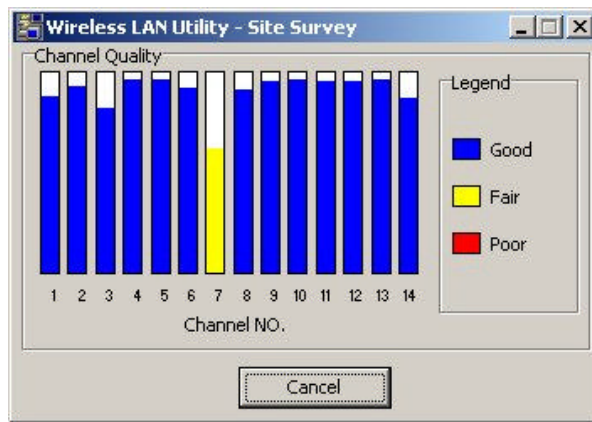 Wireless LAN Utility - Site Survey
Channel Quality
Legend
Good
Fair
Poor
1 2 3 4 5 6 7 8 9 10 11 12 13 14
Channel NO.
Cancel